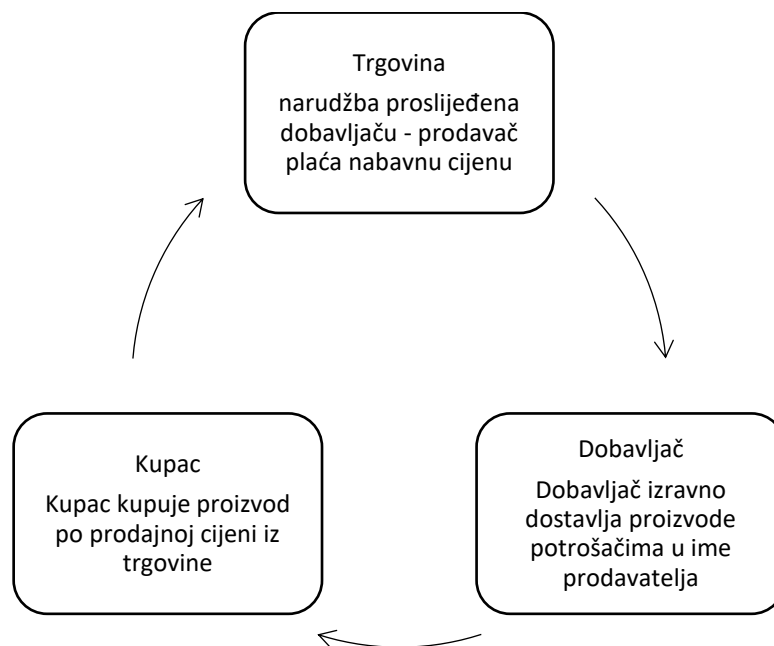 Trgovina
narudžba proslijeđena
dobavljaču - prodavač
plaća nabavnu cijenu
Kupac
Kupac kupuje proizvod
po prodajnoj cijeni iz
trgovine
Dobavljač
Dobavljač izravno
dostavlja proizvode
potrošačima u ime
prodavatelja